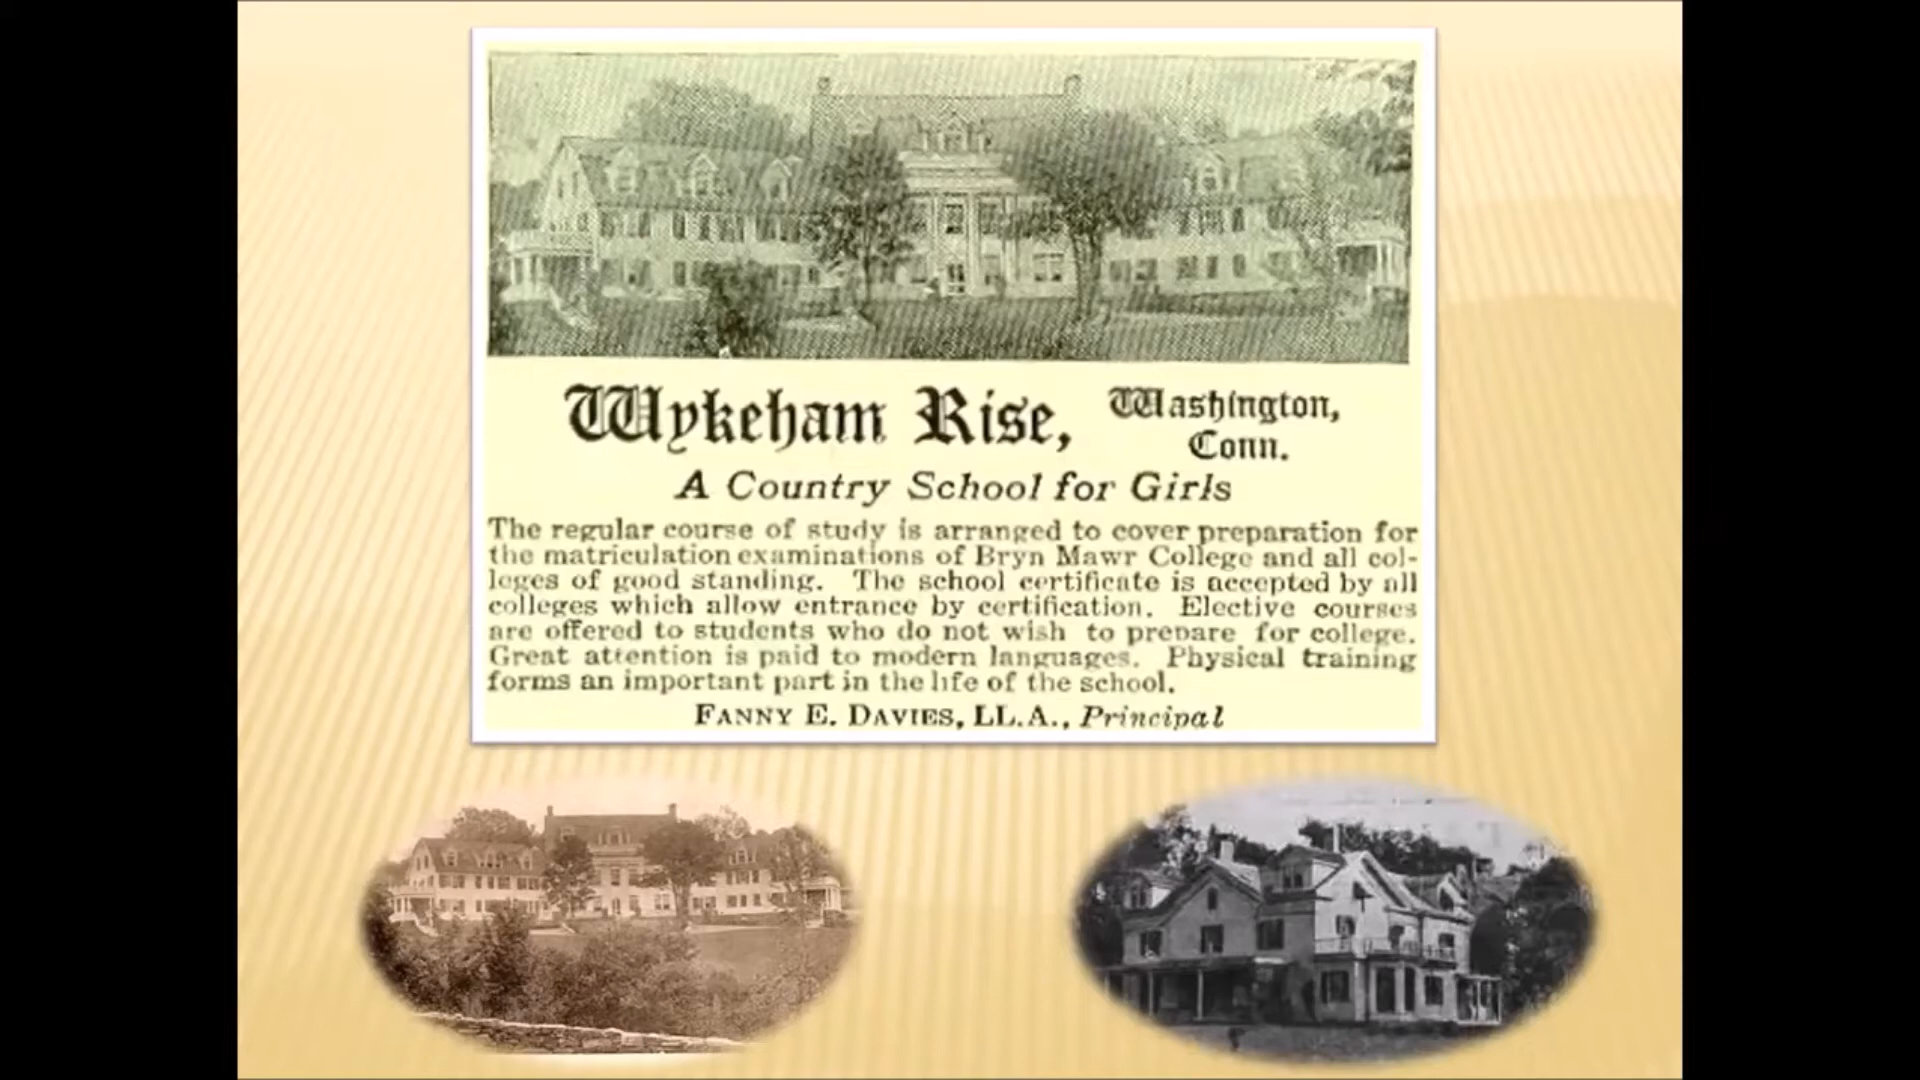 Wykeham Rise, Washington,
Conn.
A Country School for Girls
The regular course of study is arranged to cover preparation for
the matriculation examinations of Bryn Mawr College and all col-
leges of good standing. The school certificate is accepted by all
colleges which allow entrance by certification. Elective courses
are offered to students who do not wish to prepare for college.
Great attention is paid to modern languages. Physical training
forms an important part in the life of the school.
FANNY E. DAVIES, LL.A., Principal